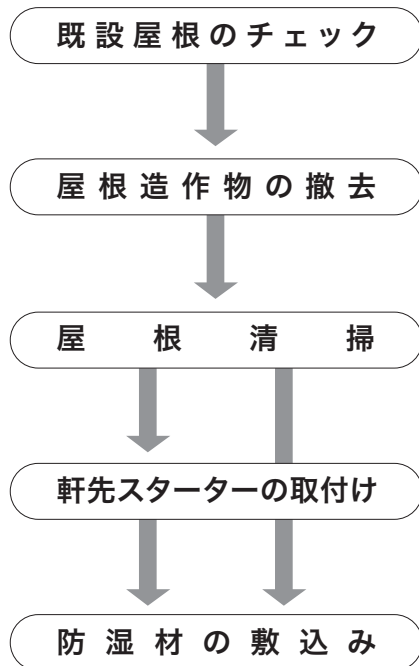 既設屋根のチェック
屋根造作物の撤去
屋根清掃
軒先スターターの取付け
防湿材の敷込み